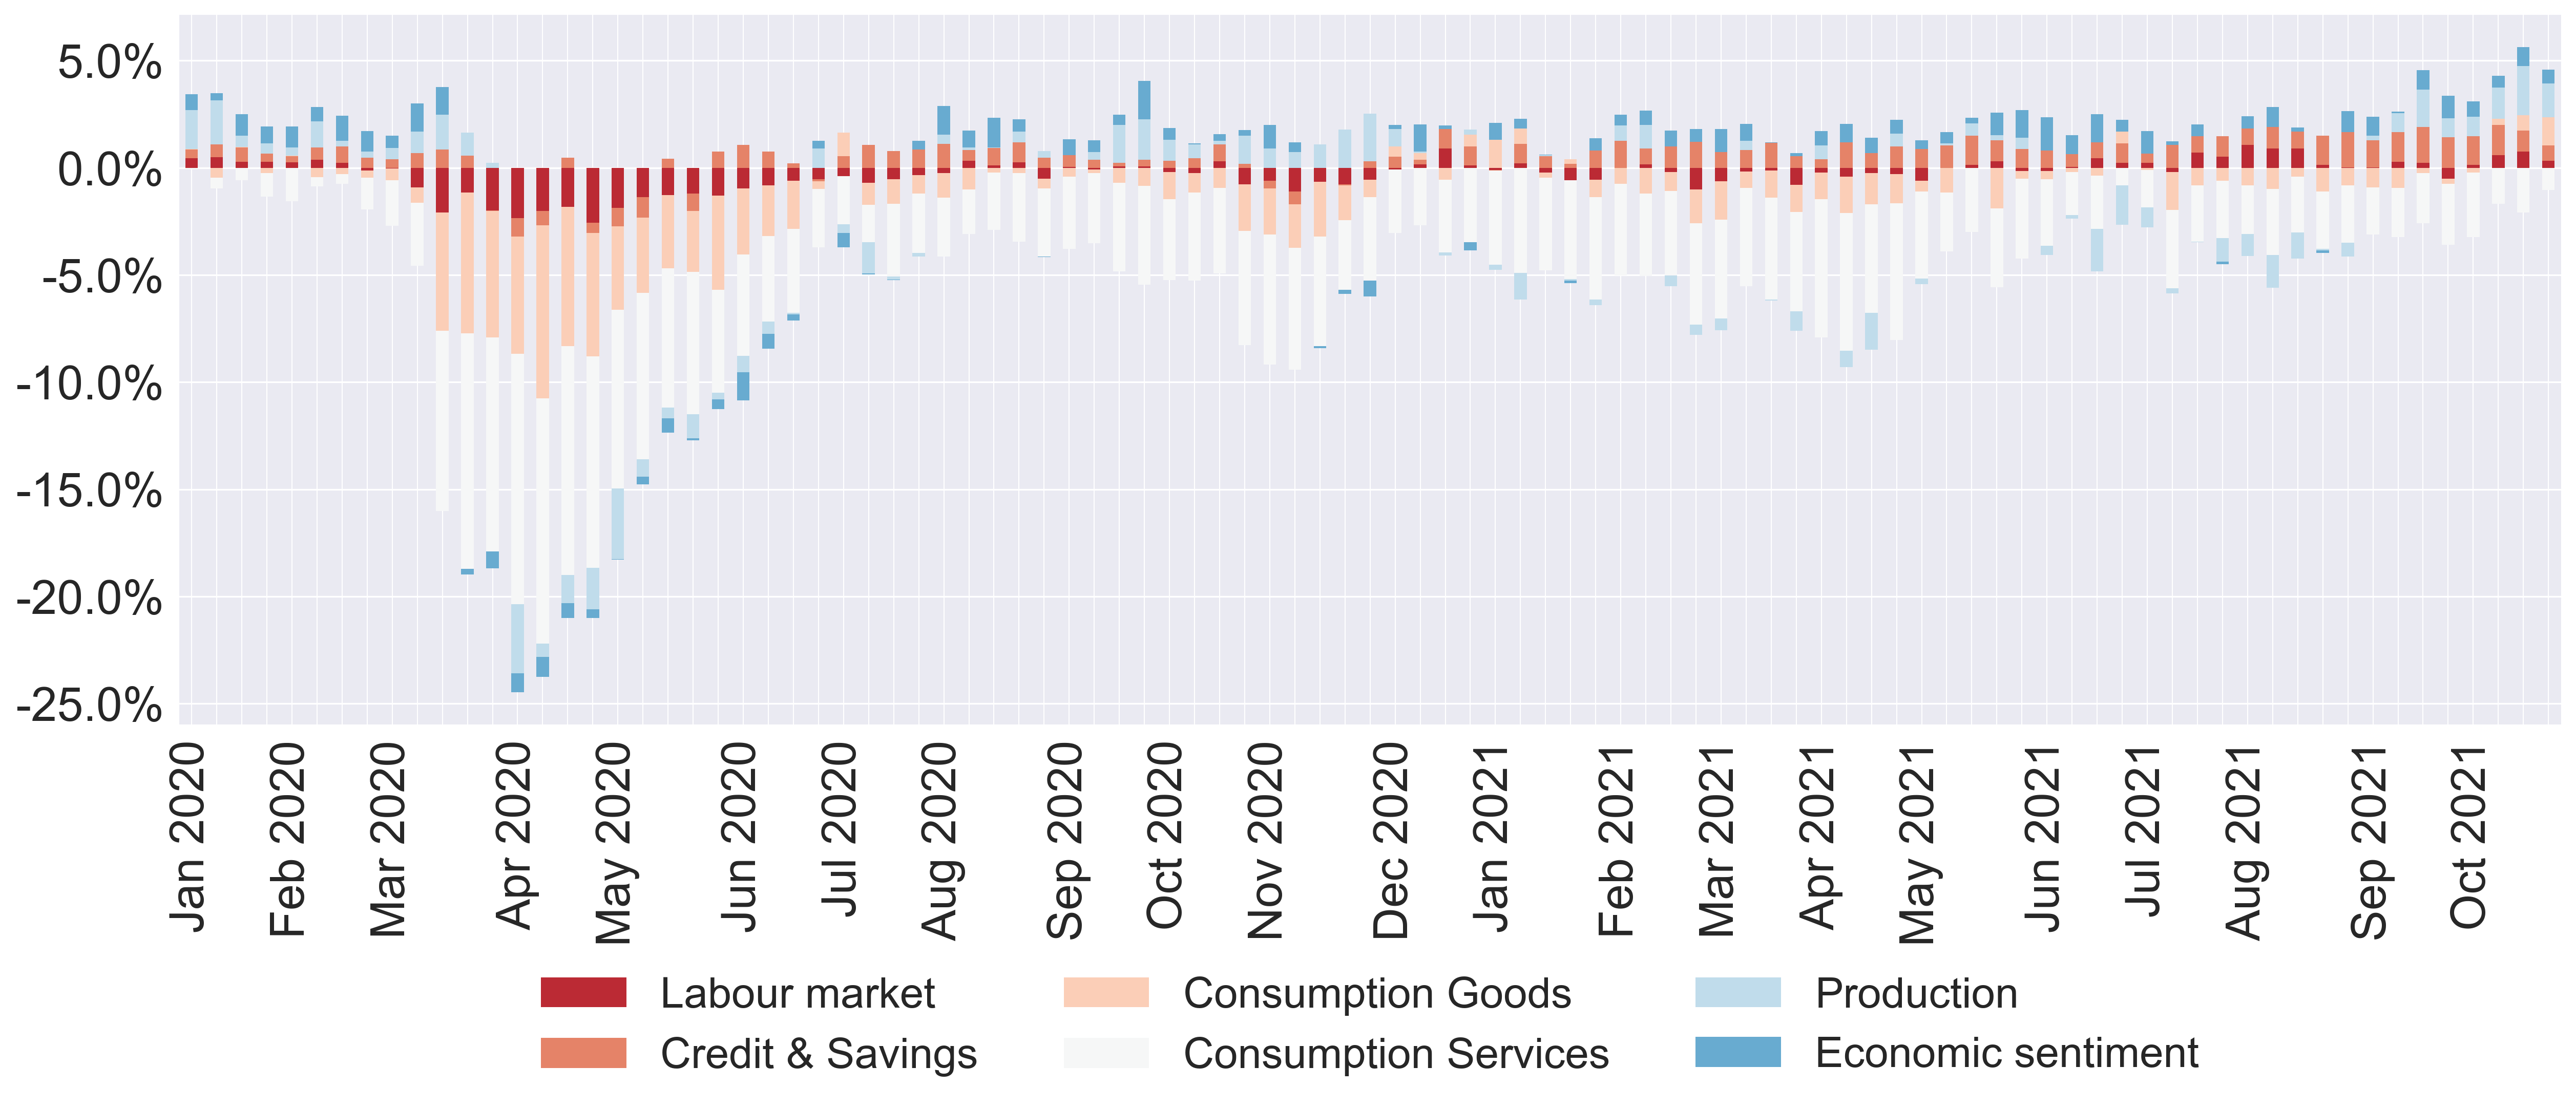 5.0%
0.0%
-5.0%
-10.0%
-15.0%
-20.0%
-25.0%
Jan 2020
Feb 2020
Mar 2020
Apr 2020
May 2020
Jun 2020
Jul 2020
Aug 2020
Sep 2020
Oct 2020
Nov 2020
Dec 2020
Jan 2021
Feb 2021
Mar 2021
Apr 2021
May 2021
Jun 2021
Jul 2021
Aug 2021
Sep 2021
Oct 2021
Labour market
Credit & Savings
Consumption Goods
Consumption Services
Production
Economic sentiment